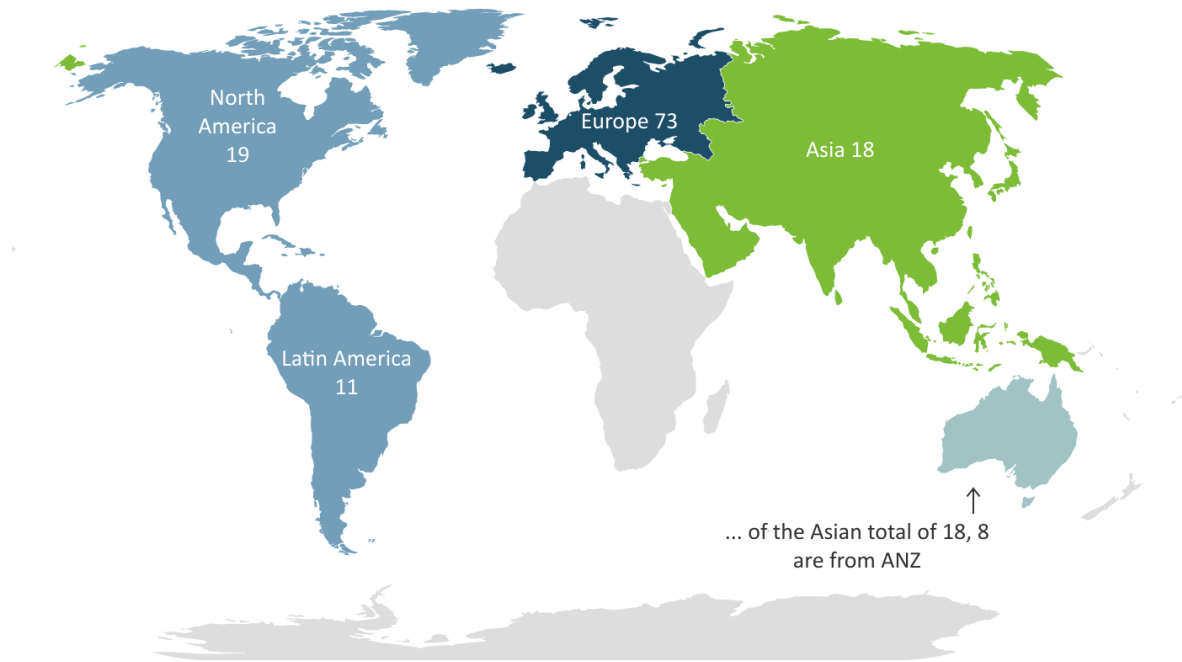 North
America
19
Europe 73
Asia 18
Latin America
11
... of the Asian total of 18, 8
are from ANZ